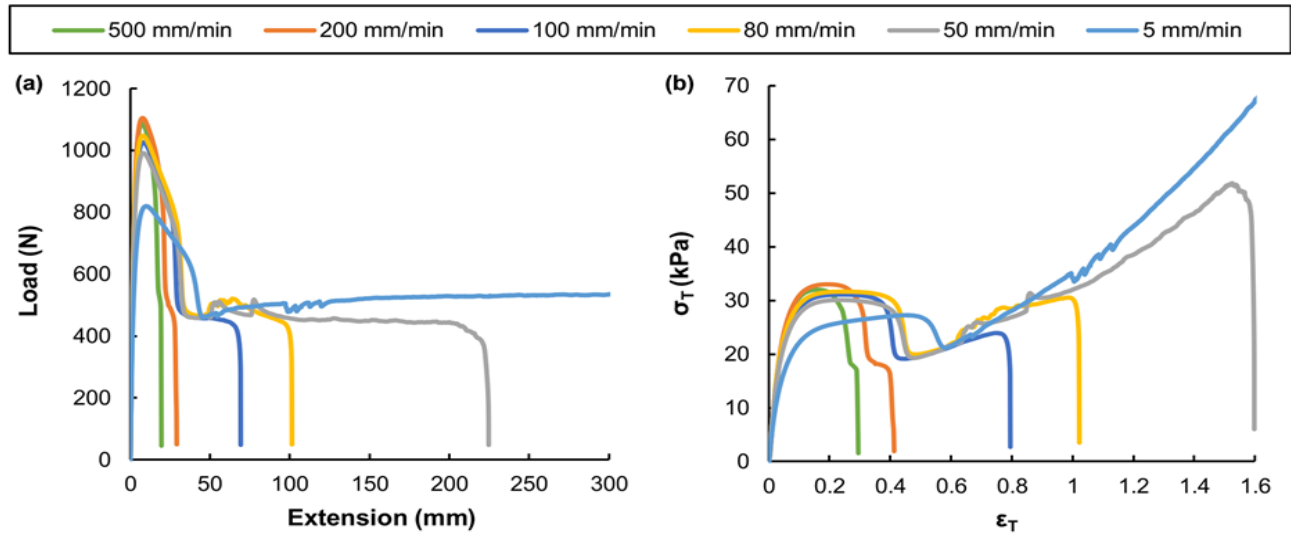 500 mm/min 200 mm/min 100 mm/min 80 mm/min 50 mm/min 5 mm/min
(a)
1200
1000
800
600
400
200
0
Load (N)
0 50 100 150 200 250 300
Extension (mm)
(b)
70
60
50
40
30
20
10
0
σT (kPa)
0 0.2 0.4 0.6 0.8 1 1.2 1.4 1.6
εT